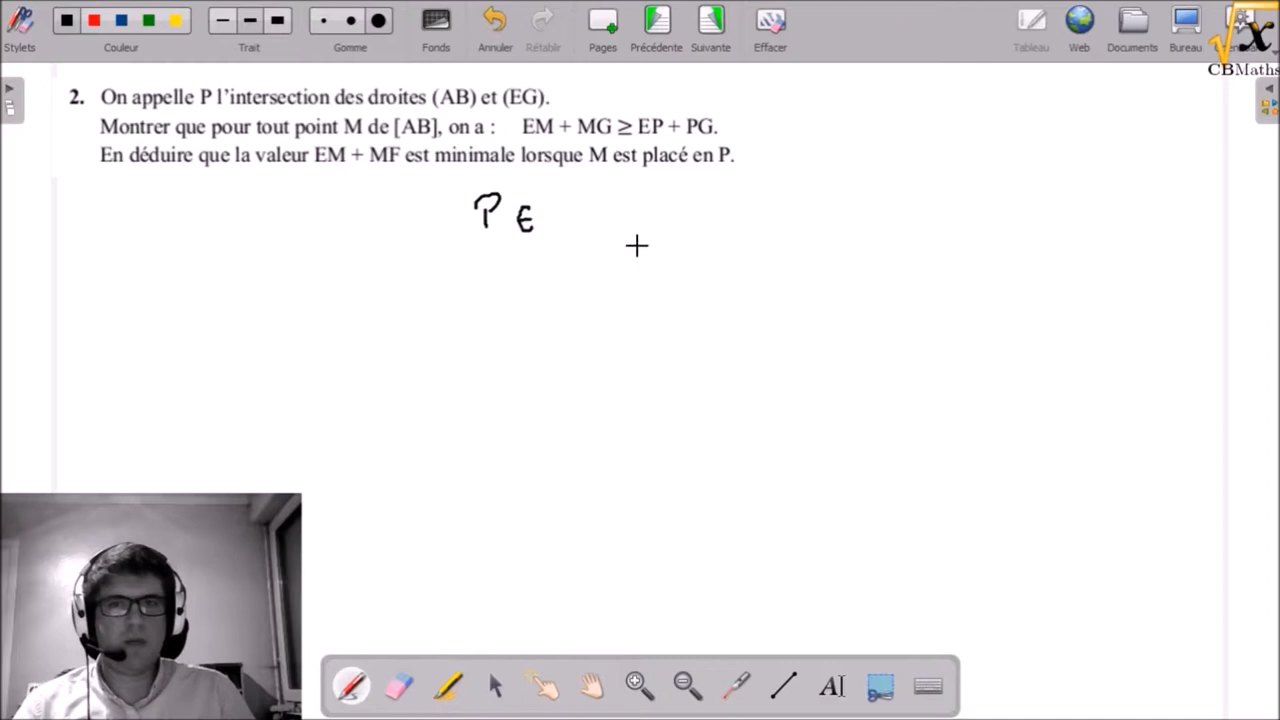 Stylets
Couleur
Trait
Gomme
Fonds
Annuler
Rétablir
Pages
Précédente
Suivante
Effacer
Tableau
Web
Documents
Bureau
CBMaths
2. On appelle P l'intersection des droites (AB) et (EG).
Montrer que pour tout point M de [AB], on a : EM + MG ≥ EP + PG.
En déduire que la valeur EM + MF est minimale lorsque M est placé en P.
P ∈
AI